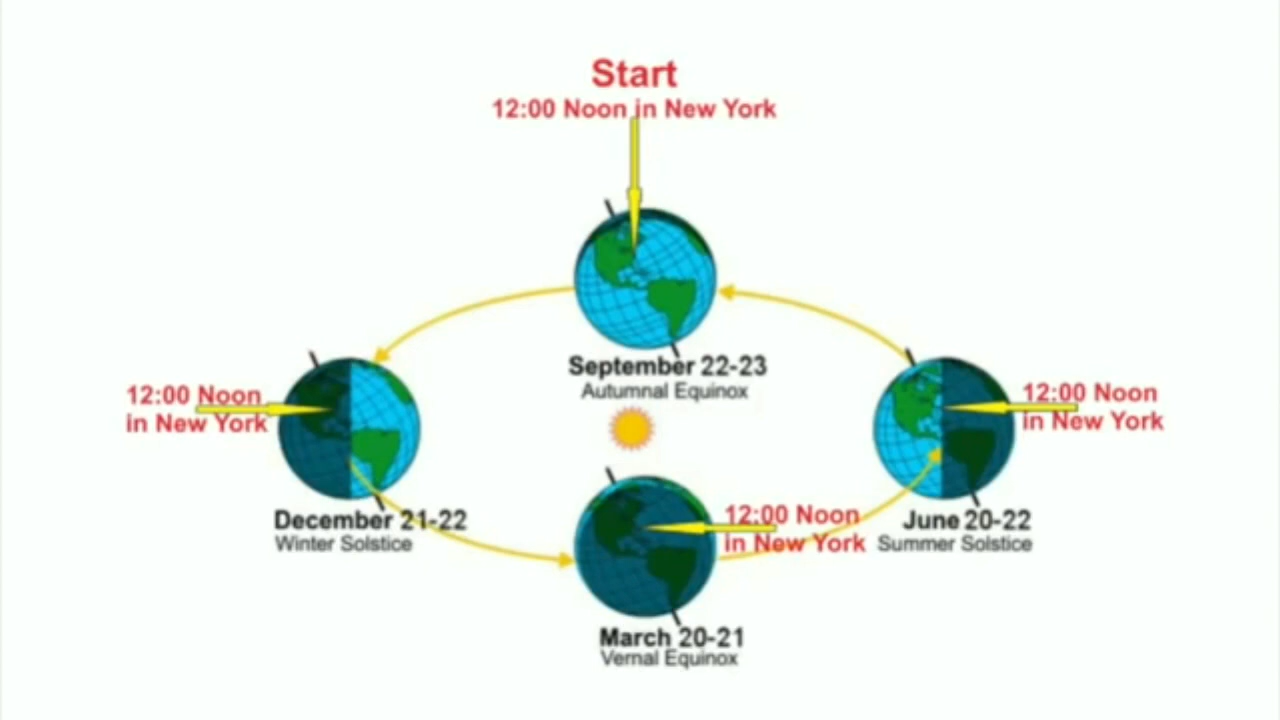 Start
12:00 Noon in New York
September 22-23
Autumnal Equinox
12:00 Noon
in New York
December 21-22
Winter Solstice
12:00 Noon
in New York
June 20-22
Summer Solstice
12:00 Noon
in New York
March 20-21
Vernal Equinox